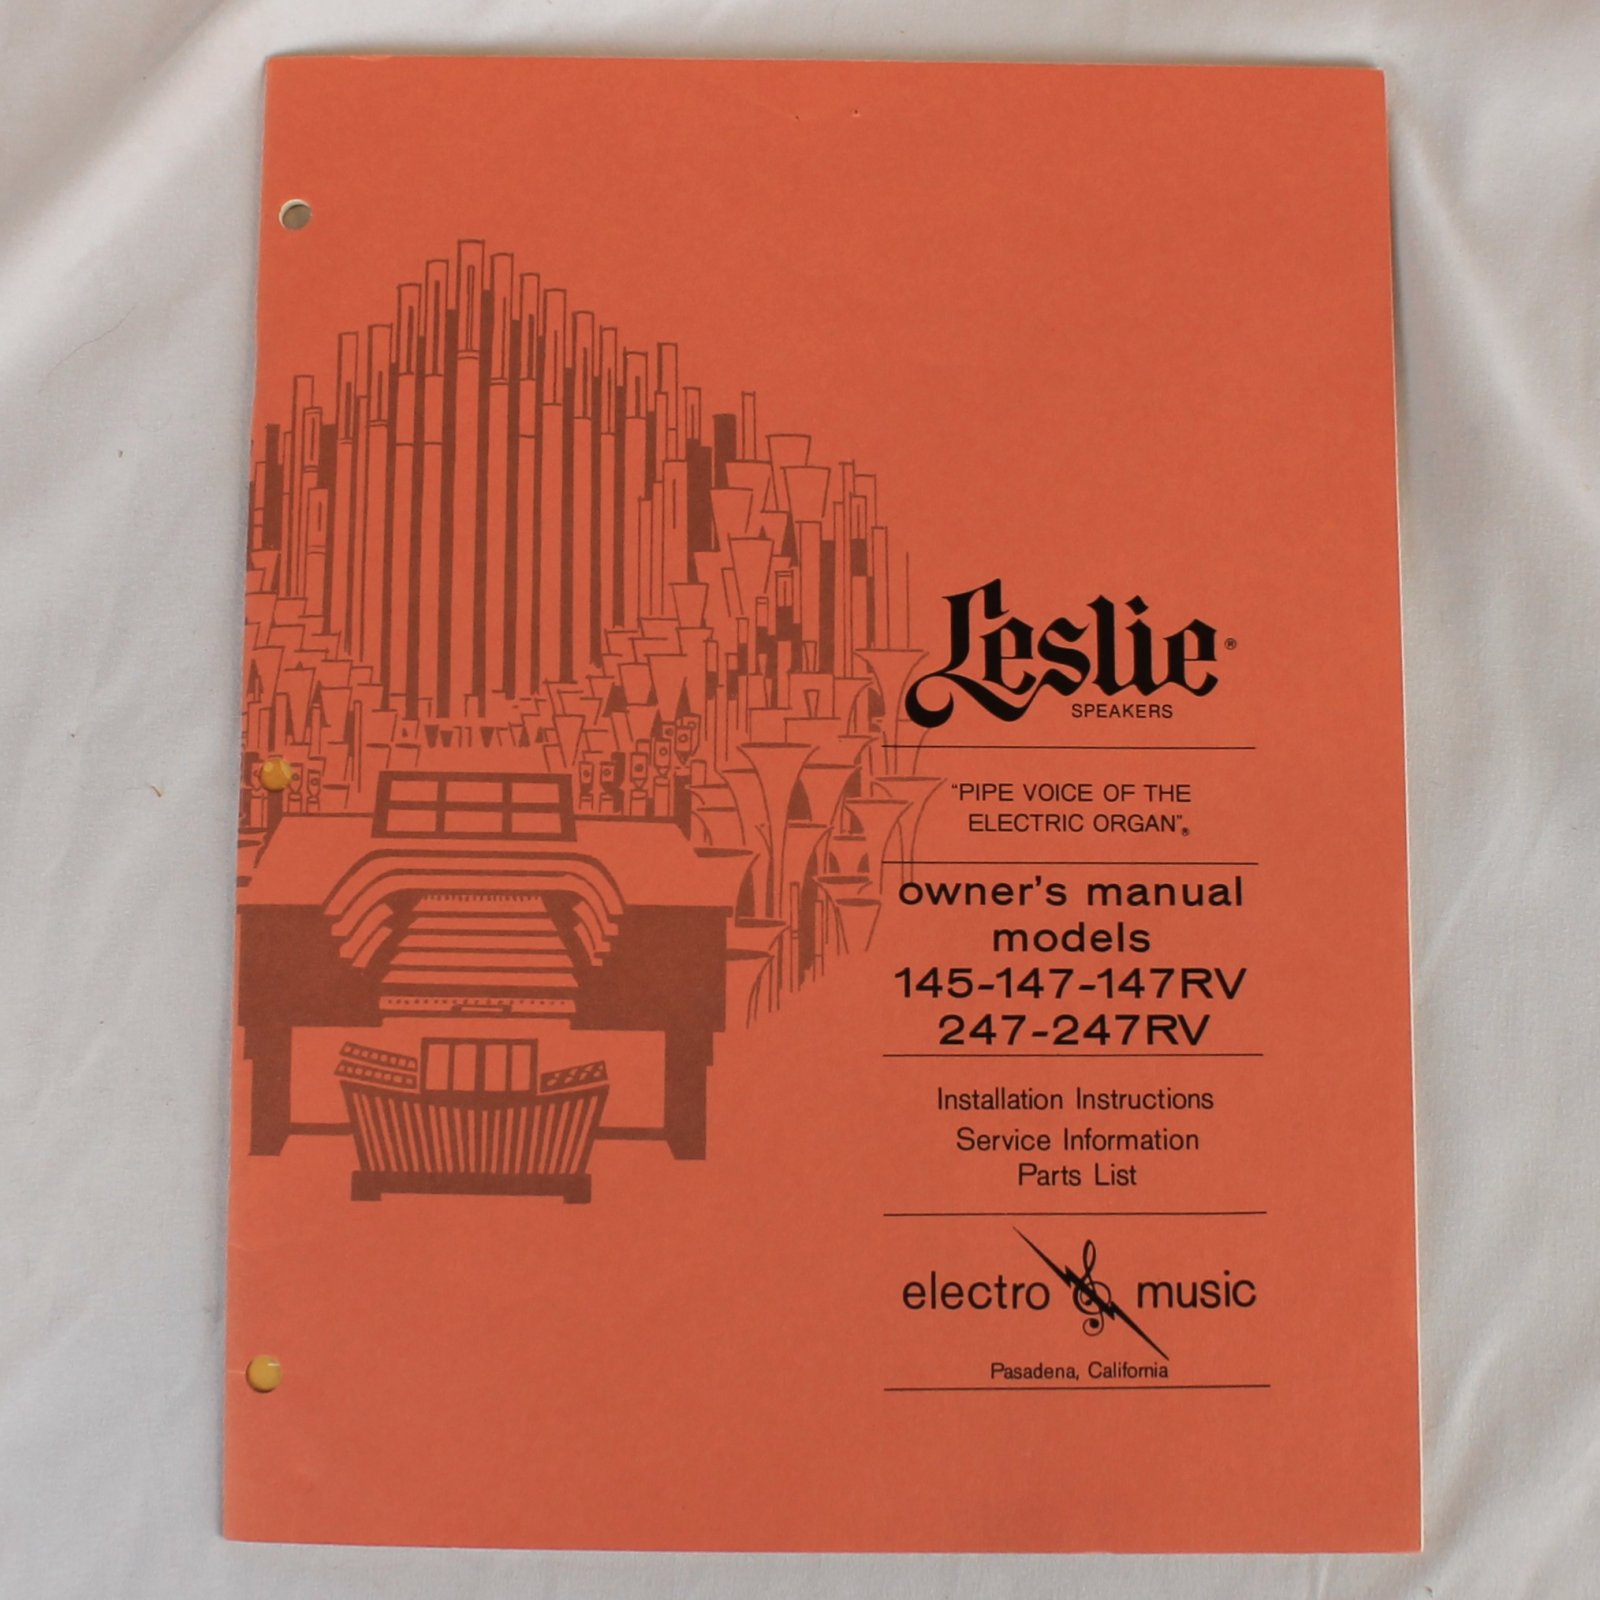 Leslie®
SPEAKERS
"PIPE VOICE OF THE
ELECTRIC ORGAN"®
owner's manual
models
145-147-147RV
247-247RV
Installation Instructions
Service Information
Parts List
electro music
Pasadena, California